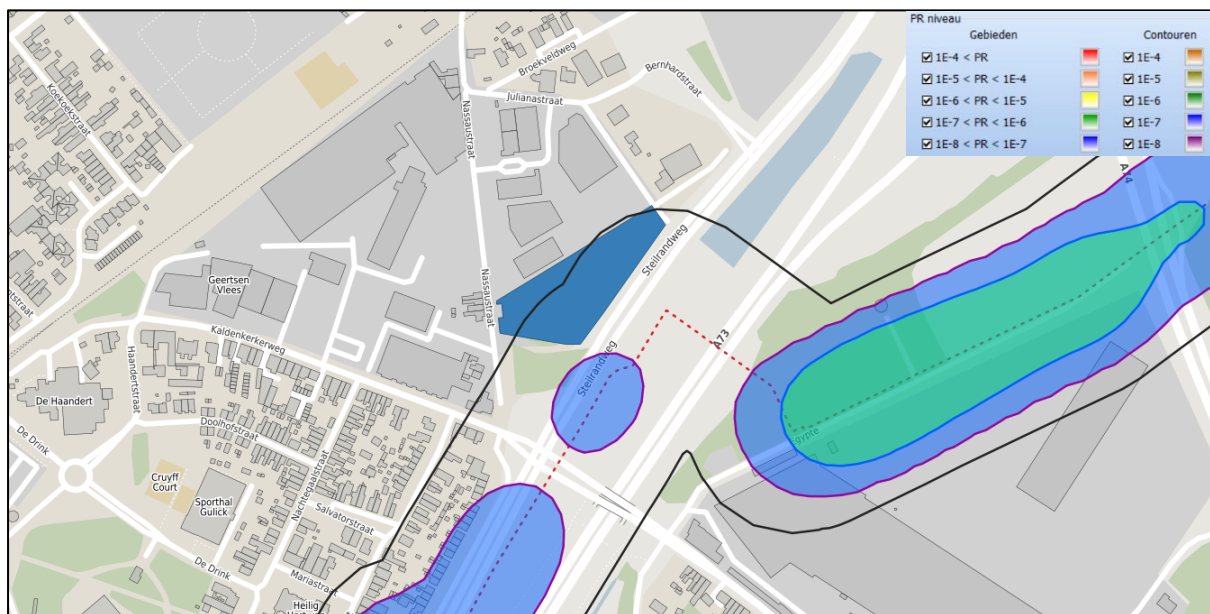 PR niveau
Gebieden
Contouren
1E-4 < PR
1E-4
1E-5 < PR < 1E-4
1E-5
1E-6 < PR < 1E-5
1E-6
1E-7 < PR < 1E-6
1E-7
1E-8 < PR < 1E-7
1E-8
Koekoekstraat
Broekveldweg
Julianastraat
Bernhardstraat
Nassaustraat
A74
Steilrandweg
Geertsen
Vlees
Nassaustraat
Kaldenkerkerweg
A73
Steilrandweg
Haanderstraat
De Haandert
Doolhofstraat
De Drink
Cruyff
Court
Sporthal
Gulick
Nachtegaalstraat
Salvatorstraat
De Drink
Mariastraat
Heilig